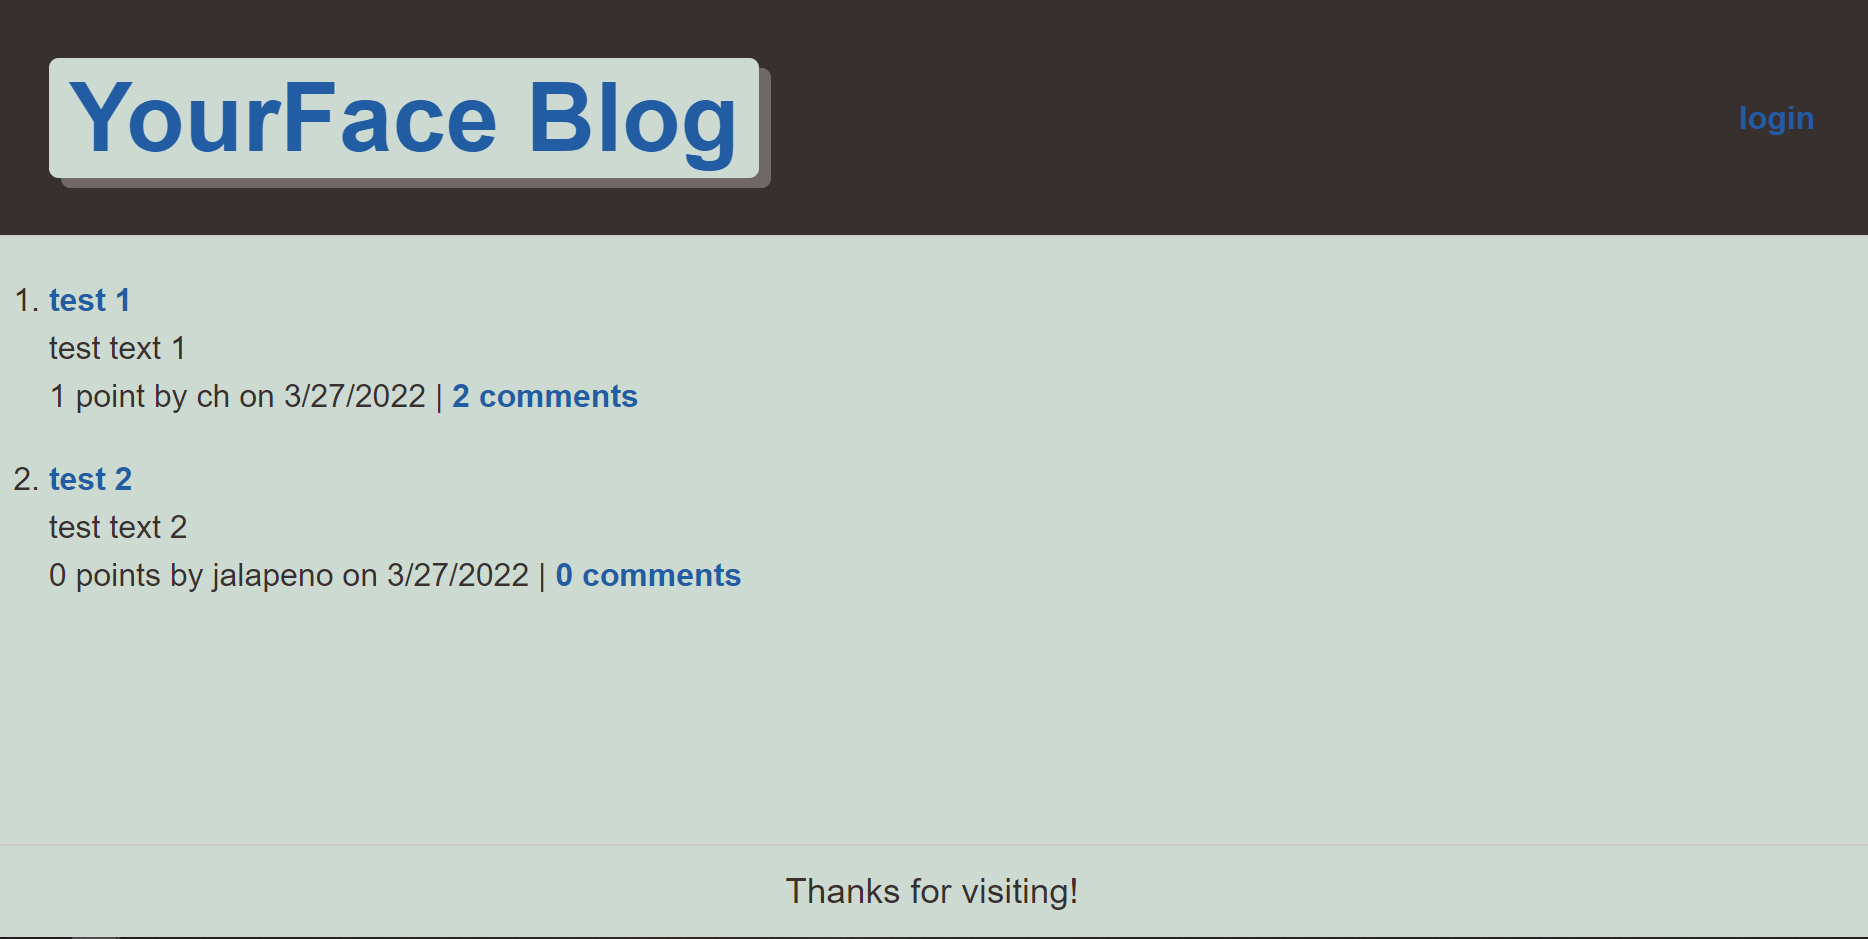 YourFace Blog
login
1. test 1
test text 1
1 point by ch on 3/27/2022 | 2 comments
2. test 2
test text 2
0 points by jalapeno on 3/27/2022 | 0 comments
Thanks for visiting!